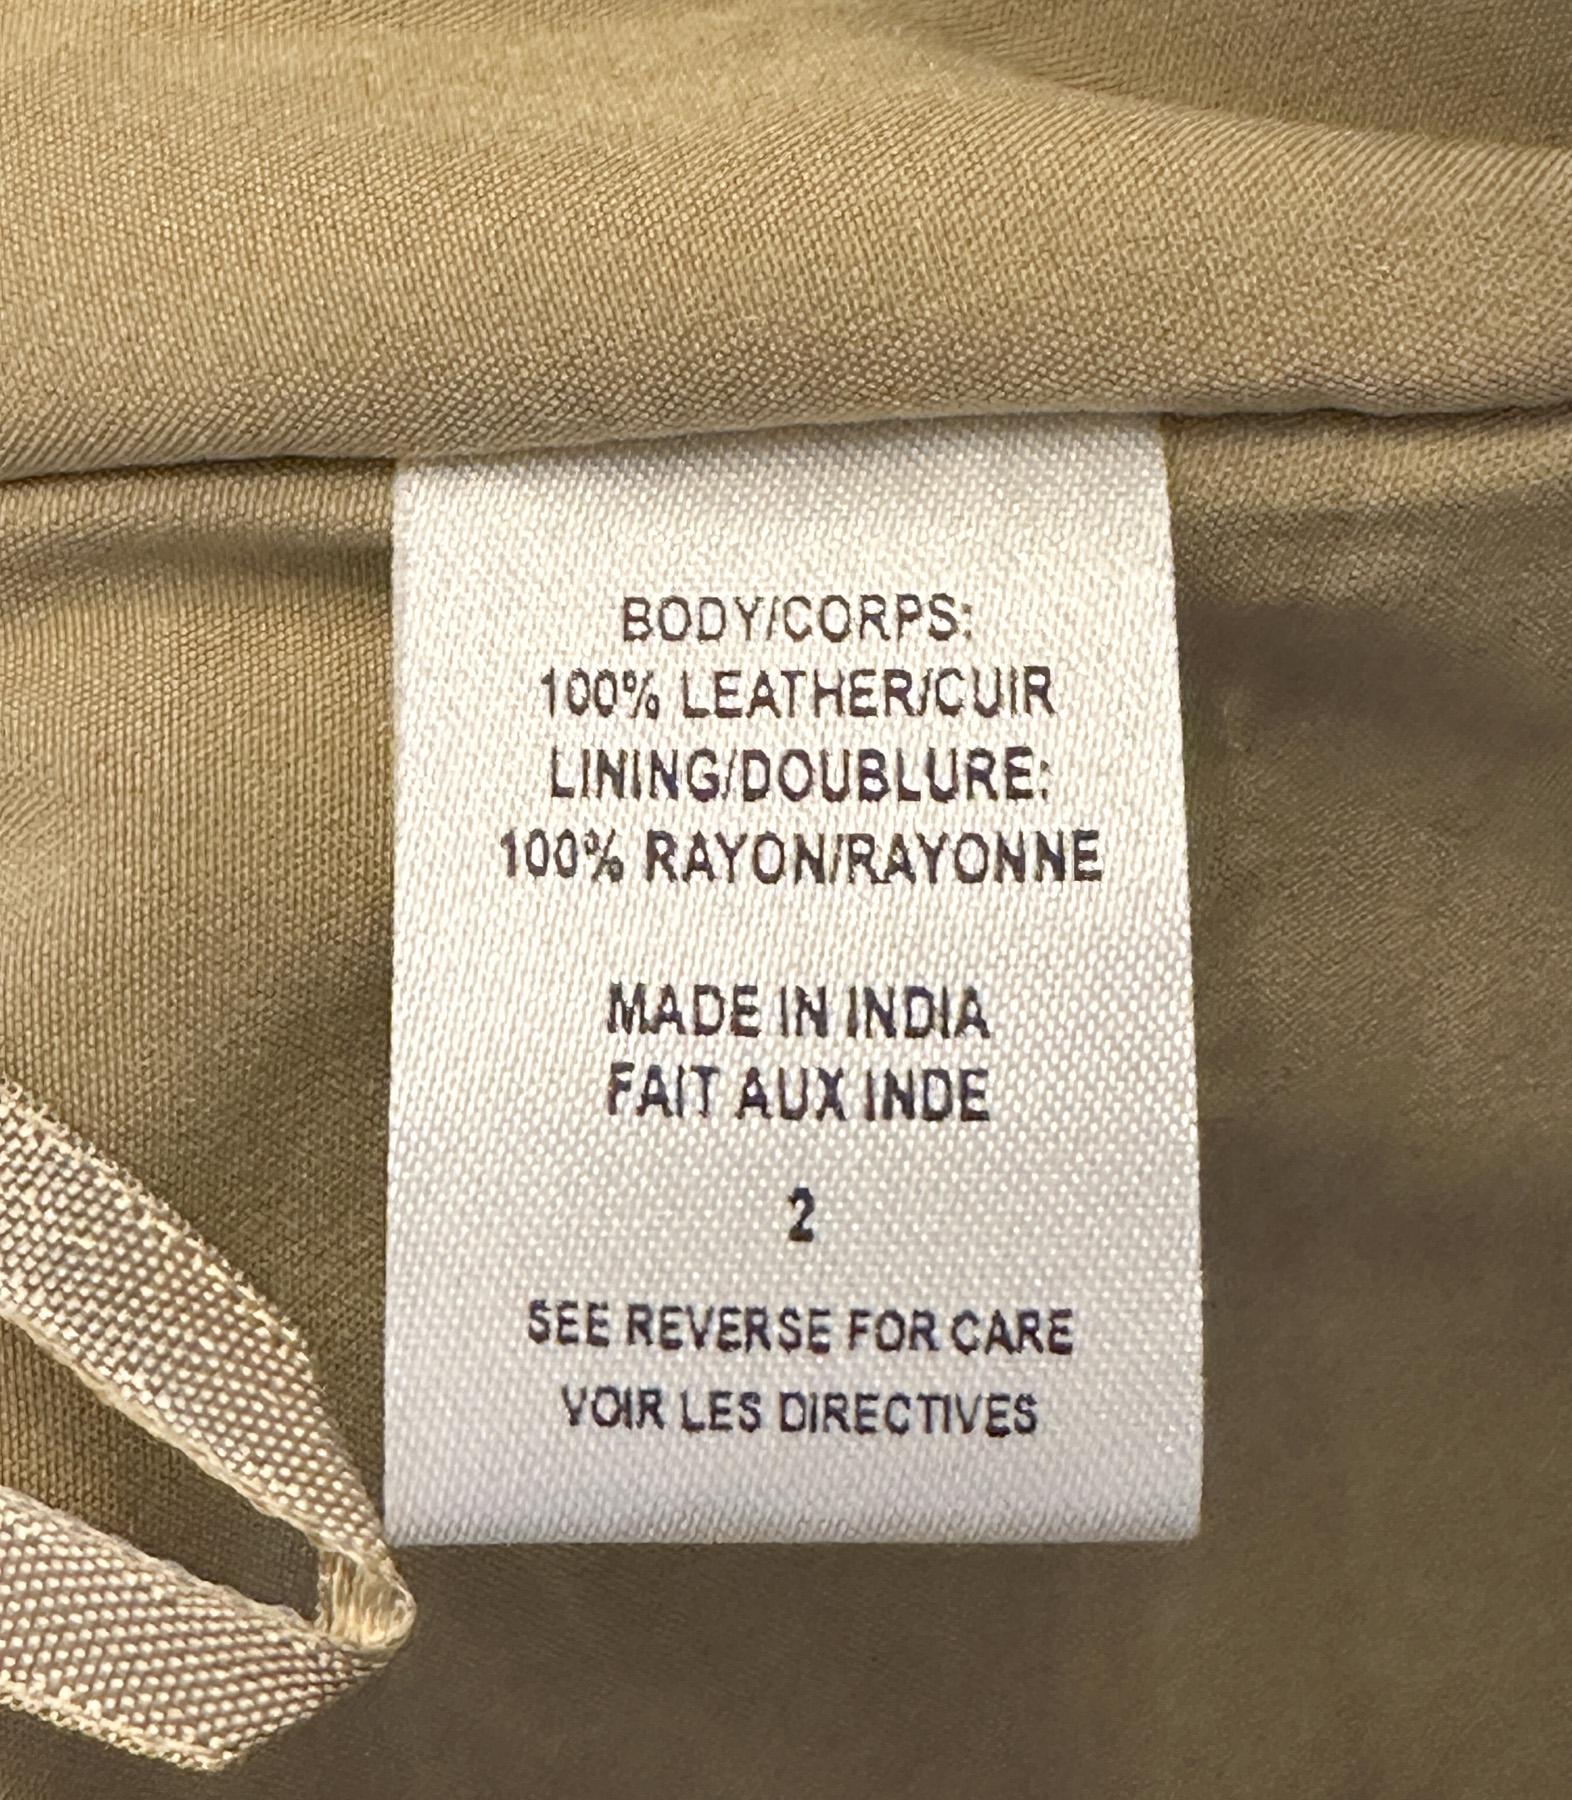 BODY/CORPS:
100% LEATHER/CUIR
LINING/DOUBLURE:
100% RAYON/RAYONNE
MADE IN INDIA
FAIT AUX INDE
2
SEE REVERSE FOR CARE
VOIR LES DIRECTIVES